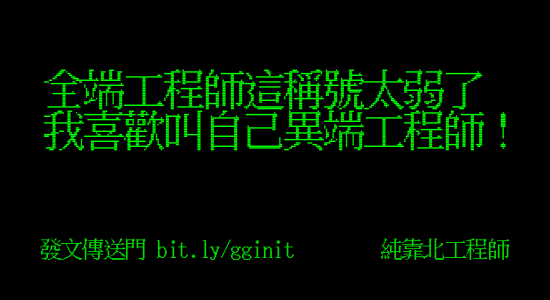 全端工程師這稱號太弱了
我喜歡叫自己異端工程師！
發文傳送門 bit.ly/gginit 純靠北工程師